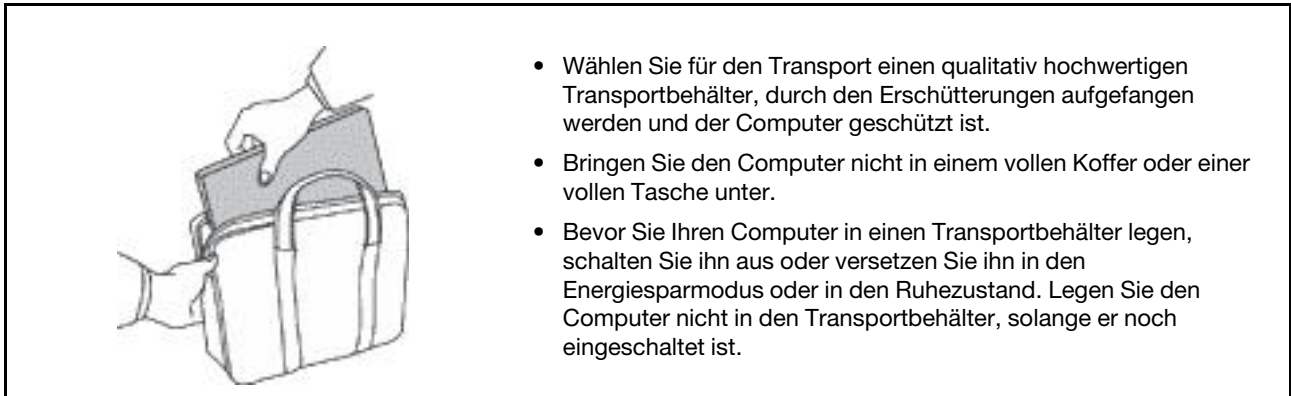 • Wählen Sie für den Transport einen qualitativ hochwertigen
Transportbehälter, durch den Erschütterungen aufgefangen
werden und der Computer geschützt ist.
• Bringen Sie den Computer nicht in einem vollen Koffer oder einer
vollen Tasche unter.
• Bevor Sie Ihren Computer in einen Transportbehälter legen,
schalten Sie ihn aus oder versetzen Sie ihn in den
Energiesparmodus oder in den Ruhezustand. Legen Sie den
Computer nicht in den Transportbehälter, solange er noch
eingeschaltet ist.